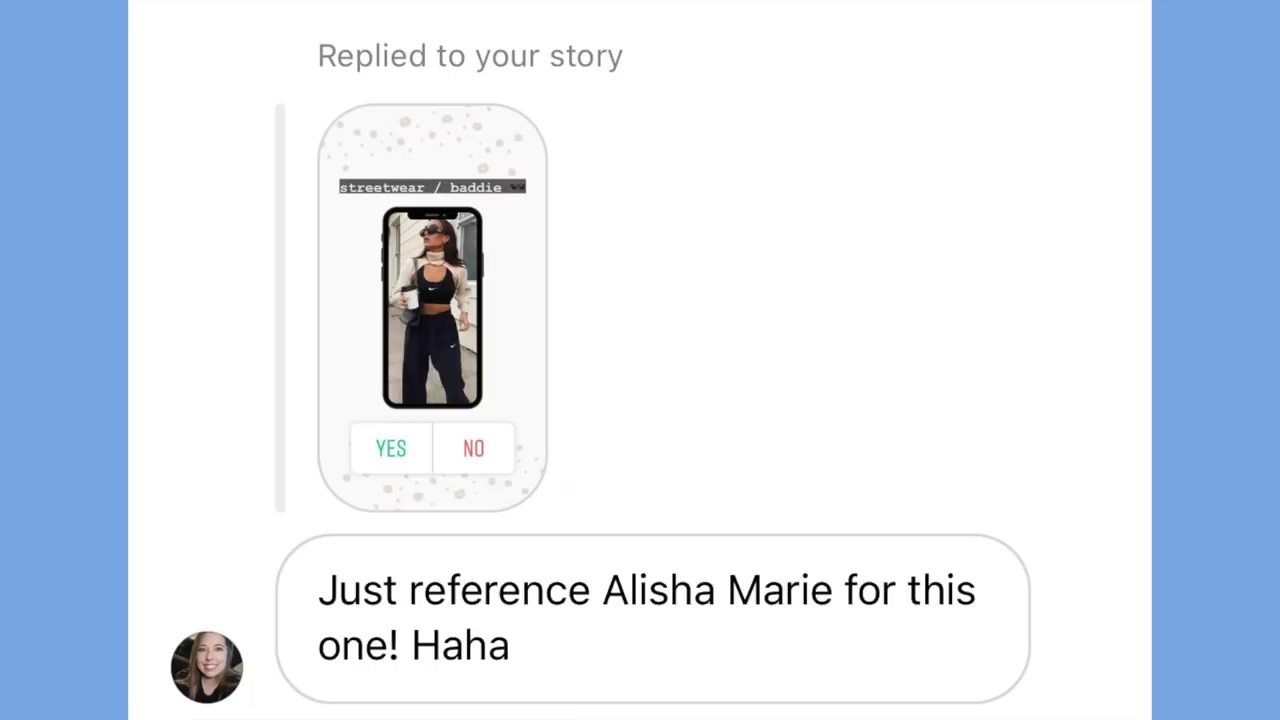 Replied to your story
streetwear / baddie 🕶
YES
NO
Just reference Alisha Marie for this
one! Haha